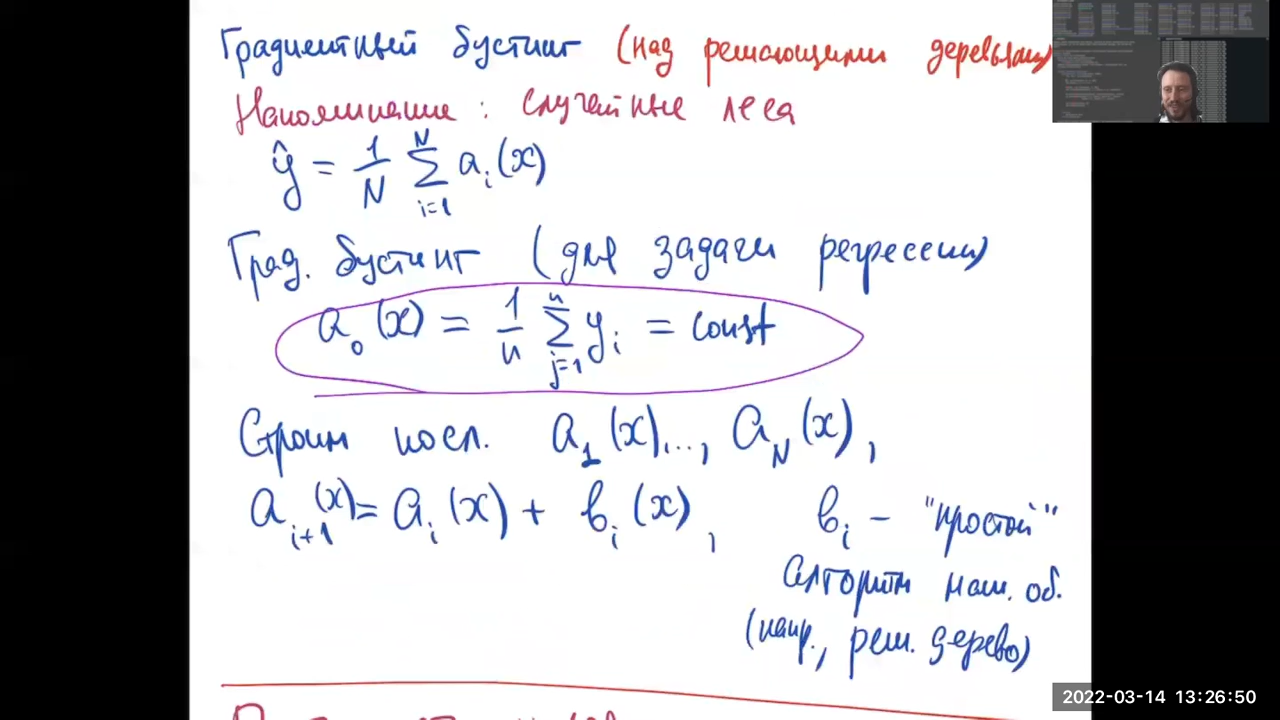 Градиентный бустинг (над решающими деревьями)
Напоминание: случайные леса
ŷ = 1/N ∑_{i=1}^{N} a_i(x)
Град. бустинг (для задачи регрессии)
a_0(x) = 1/n ∑_{j=1}^{n} y_i = const
Строим посл. a_1(x),..., a_N(x),
a_{i+1}(x) = a_i(x) + b_i(x), b_i – "простой"
алгоритм маш. об.
(напр., реш. дерево)
2022-03-14 13:26:50